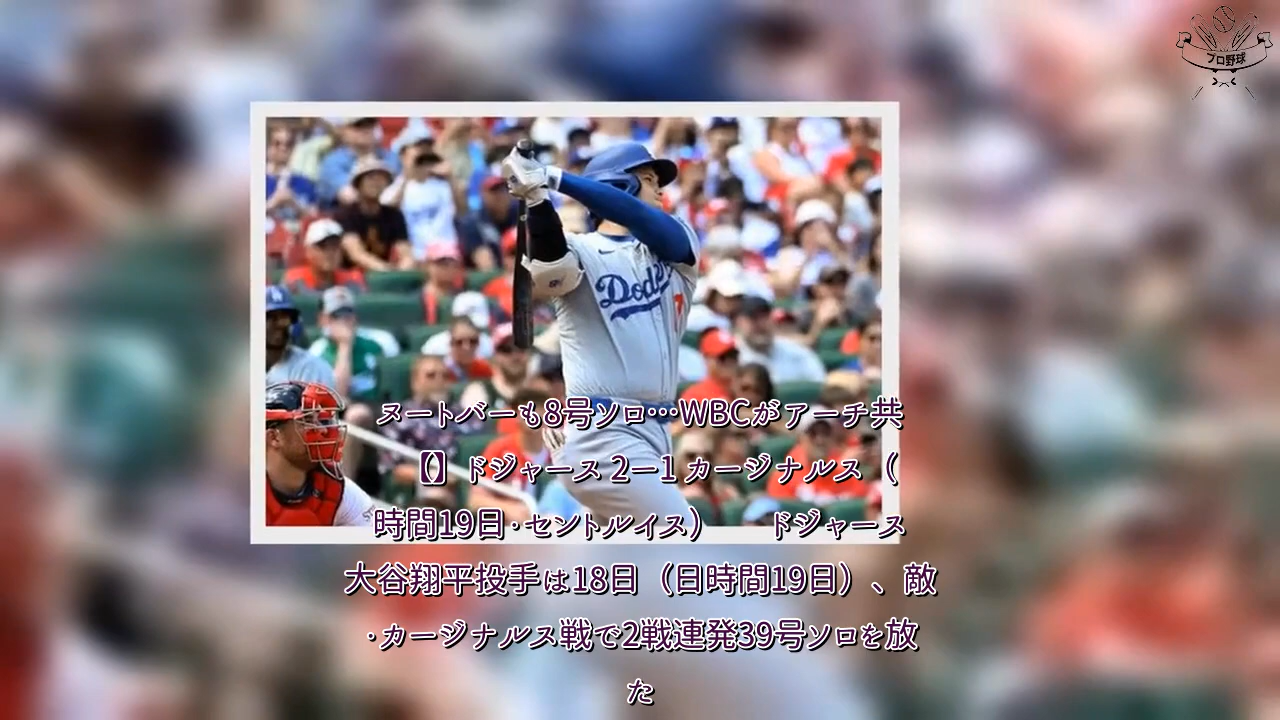 プロ野球
Dodg
ヌートバーも8号ソロ…WBCがアーチ共
【】ドジャース 2ー1 カージナルス（
時間19日・セントルイス）　　ドジャース
大谷翔平投手は18日（日時間19日）、敵
・カージナルス戦で2戦連発39号ソロを放
た